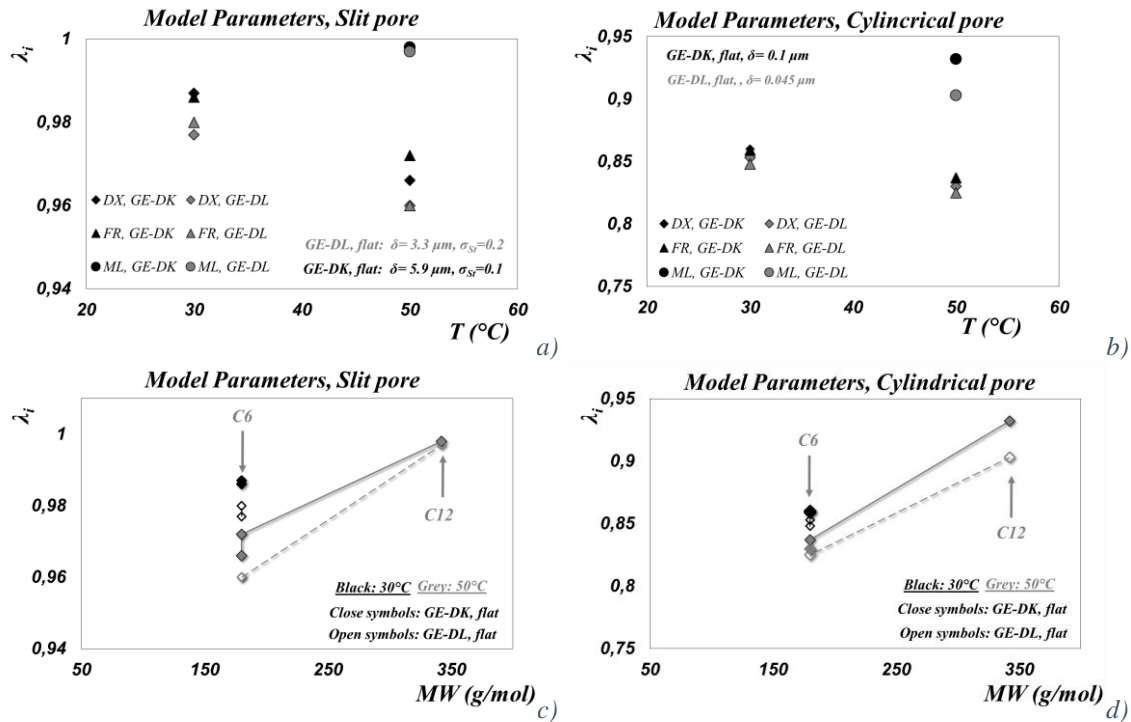 Model Parameters, Slit pore
λi
1
0,98
0,96
0,94
20
30
40
50
60
T (°C)
DX, GE-DK
DX, GE-DL
FR, GE-DK
FR, GE-DL
ML, GE-DK
ML, GE-DL
GE-DL, flat: δ= 3.3 μm, σSt=0.2
GE-DK, flat: δ= 5.9 μm, σSt=0.1
a)
Model Parameters, Cylincrical pore
λi
0,95
0,9
0,85
0,8
0,75
GE-DK, flat, δ= 0.1 μm
GE-DL, flat, , δ= 0.045 μm
DX, GE-DK
DX, GE-DL
FR, GE-DK
FR, GE-DL
ML, GE-DK
ML, GE-DL
20
30
40
50
60
T (°C)
b)
Model Parameters, Slit pore
λi
1
0,98
0,96
0,94
C6
C12
Black: 30°C Grey: 50°C
Close symbols: GE-DK, flat
Open symbols: GE-DL, flat
50
150
250
350
MW (g/mol)
c)
Model Parameters, Cylindrical pore
λi
0,95
0,9
0,85
0,8
0,75
C6
C12
Black: 30°C Grey: 50°C
Close symbols: GE-DK, flat
Open symbols: GE-DL, flat
50
150
250
350
MW (g/mol)
d)